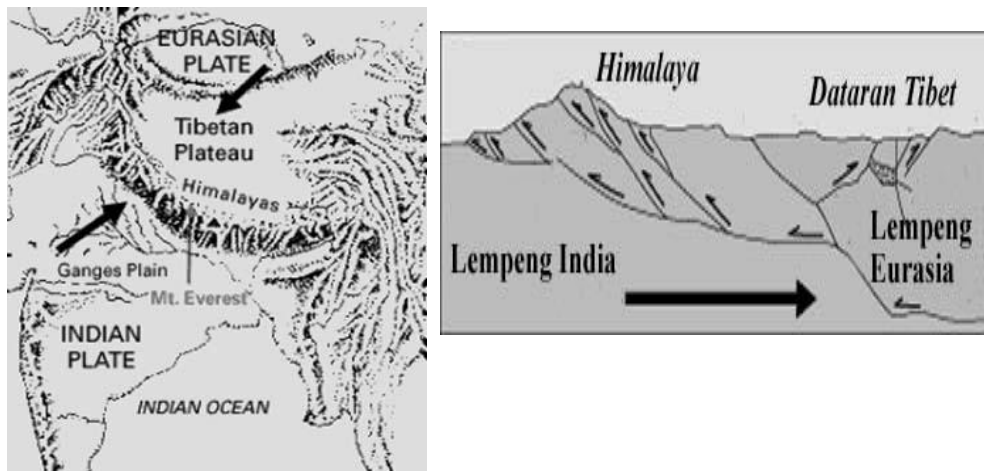 EURASIAN
PLATE
Tibetan
Plateau
Himalayas
Ganges Plain
Mt. Everest
INDIAN
PLATE
INDIAN OCEAN
Himalaya
Dataran Tibet
Lempeng India
Lempeng
Eurasia